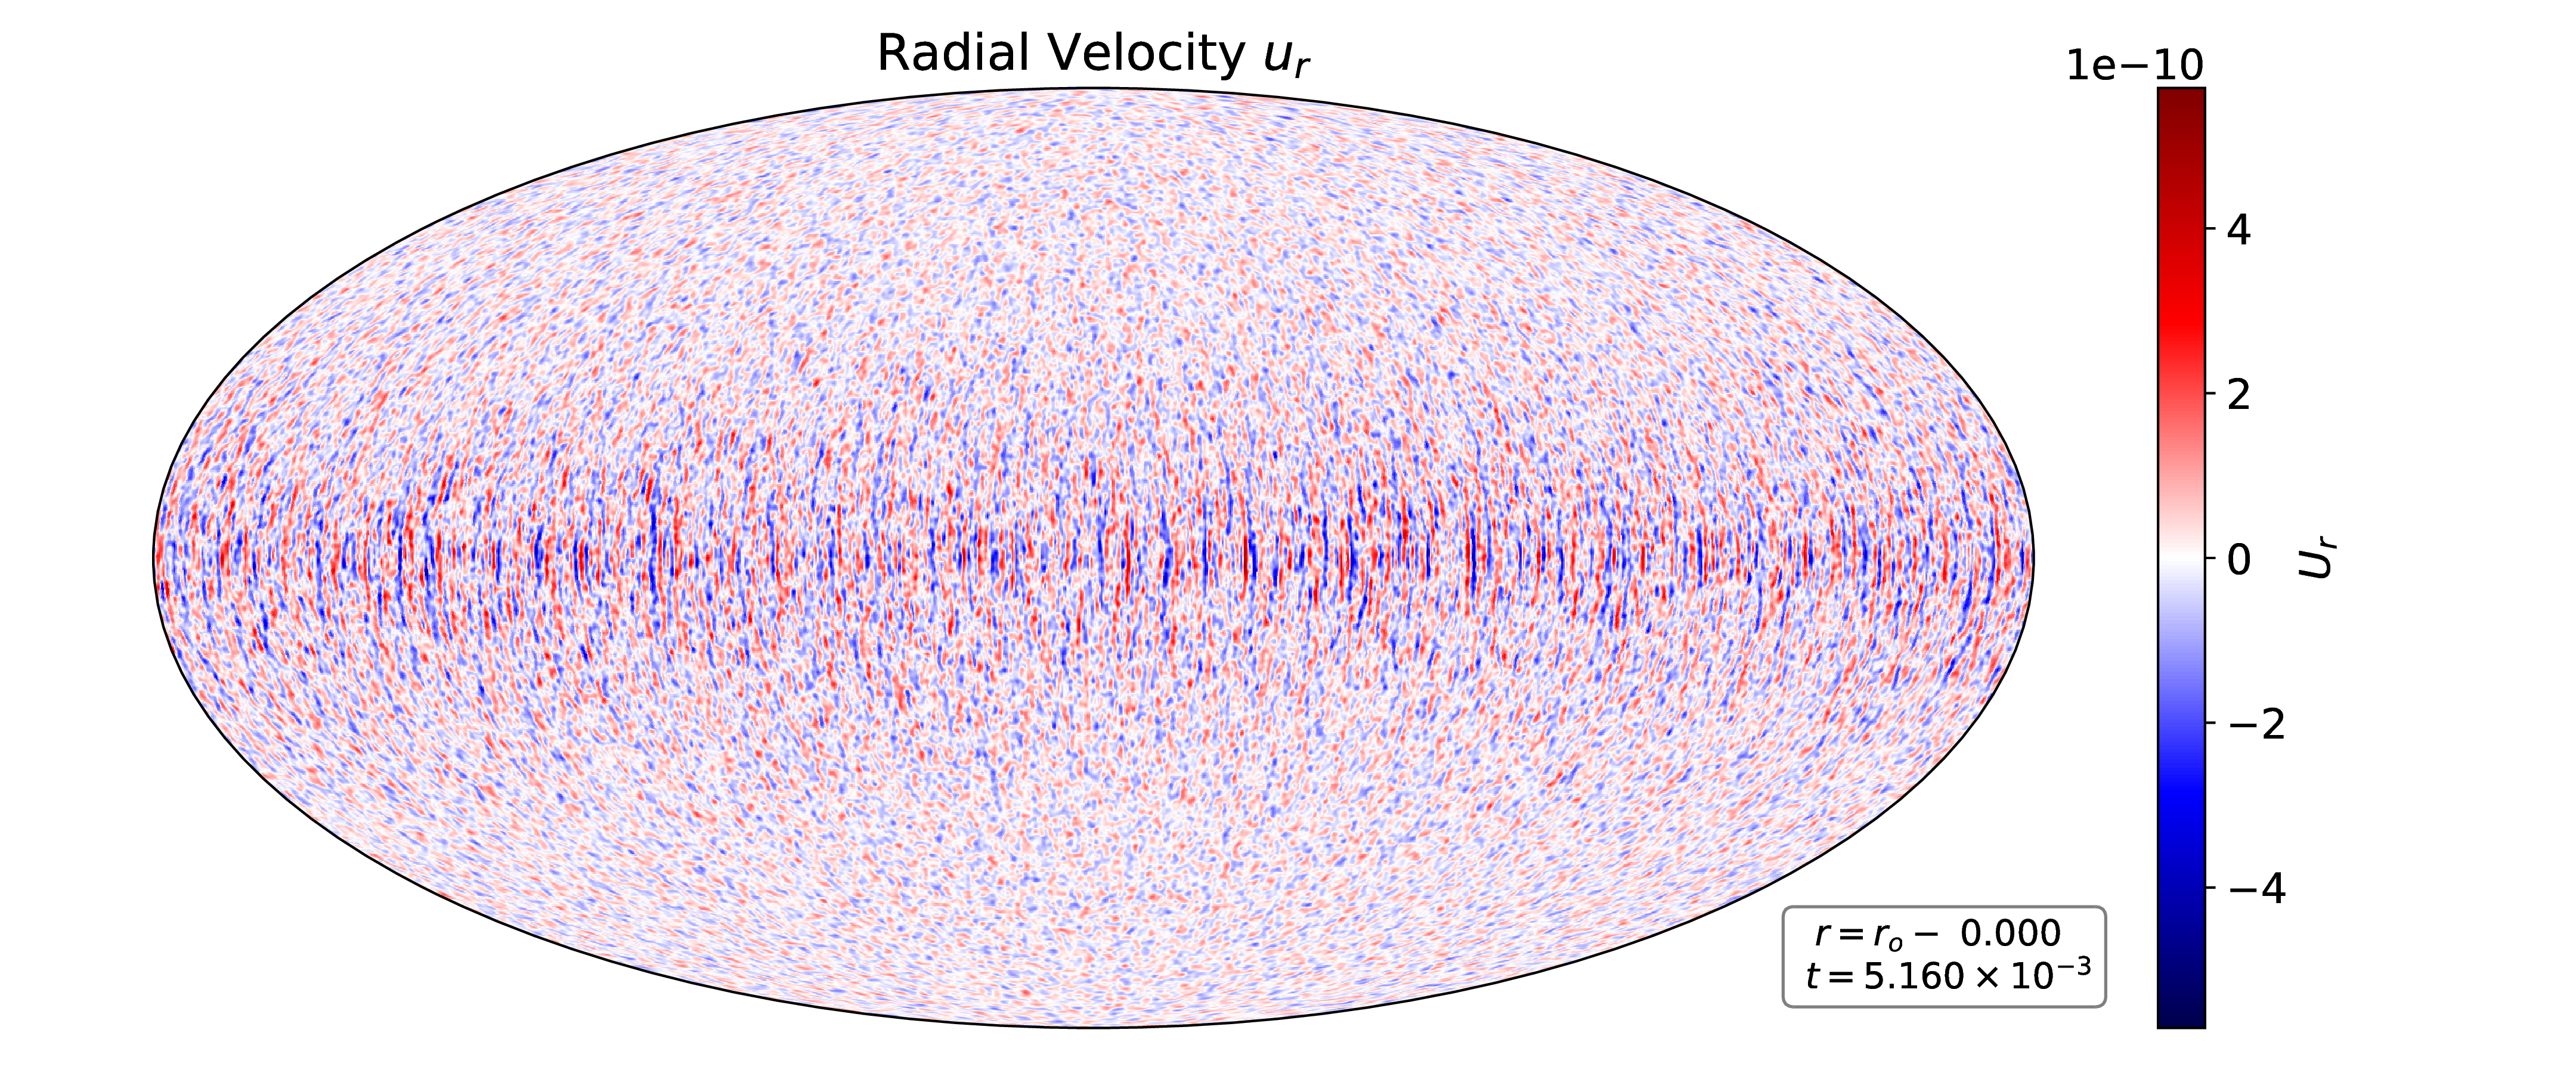 Radial Velocity u_r
1e−10
4
2
0
−2
−4
U_r
r = r_o − 0.000
t = 5.160 × 10^{−3}